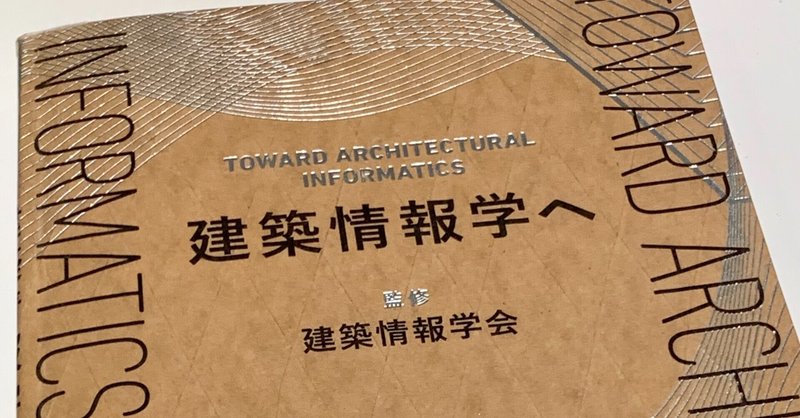 INFORMATICS
TOWARD ARCHI
TOWARD ARCHITECTURAL
INFORMATICS
建築情報学へ
監修
建築情報学会